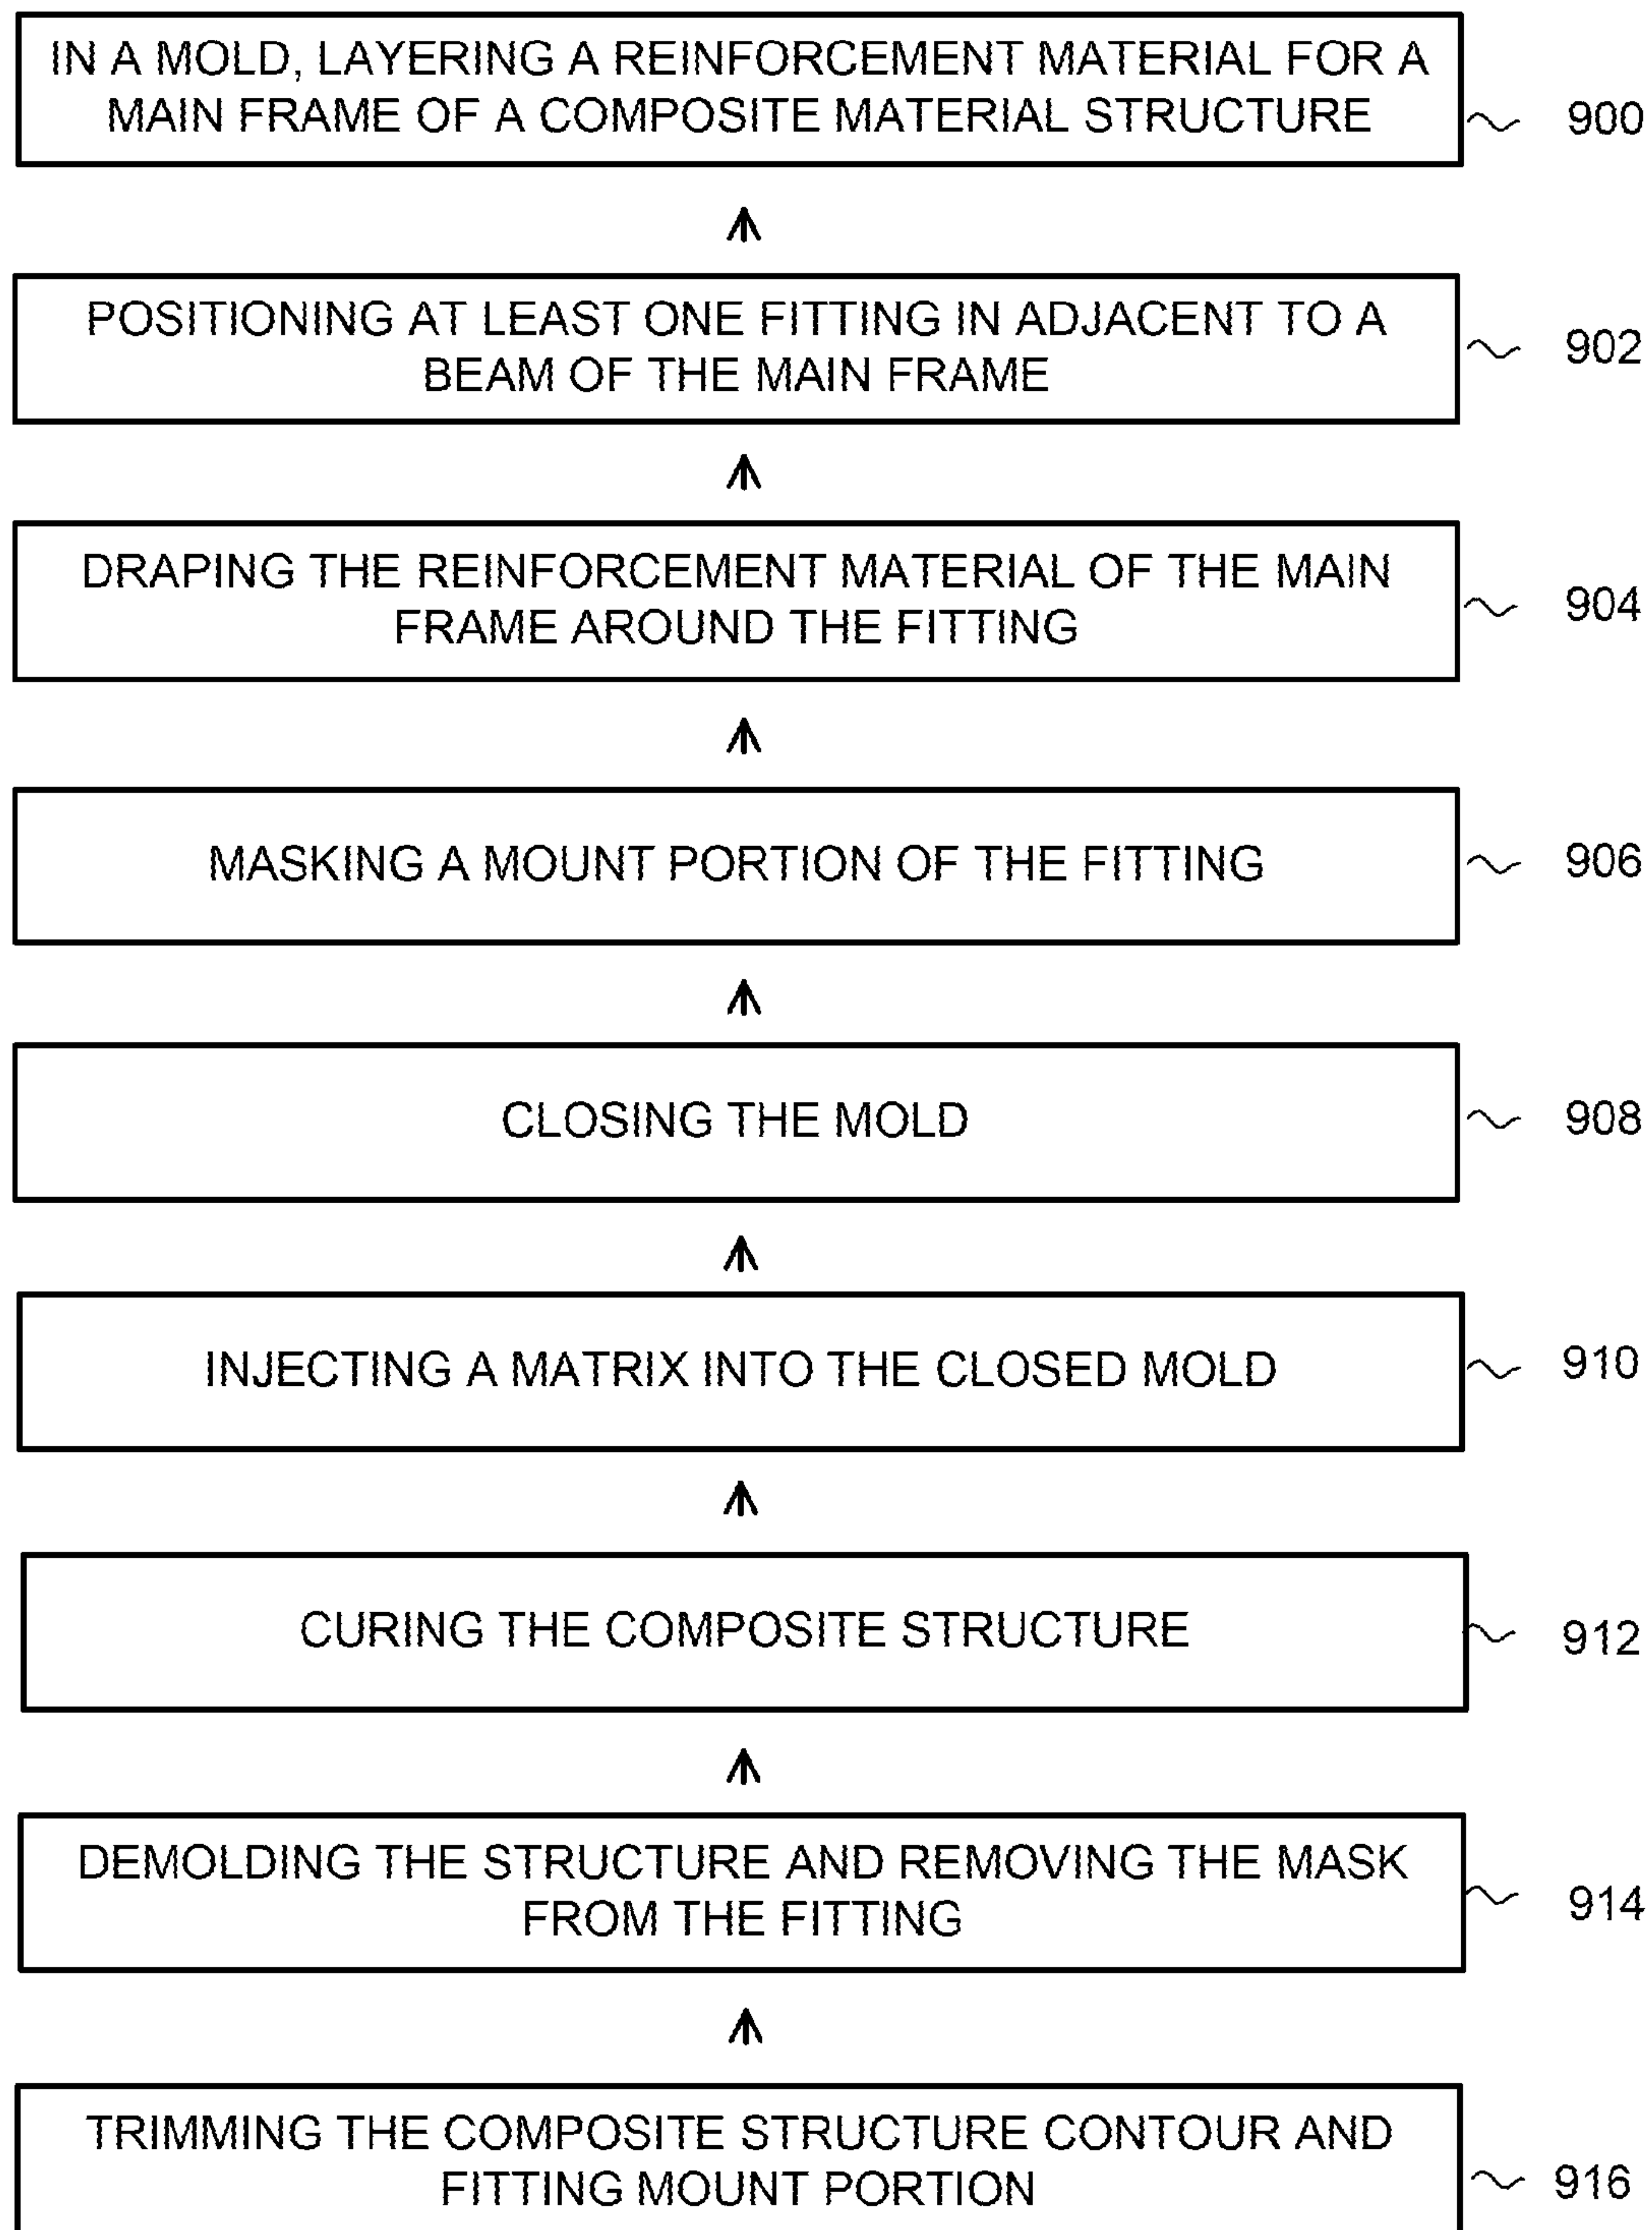 IN A MOLD, LAYERING A REINFORCEMENT MATERIAL FOR A
MAIN FRAME OF A COMPOSITE MATERIAL STRUCTURE
900
POSITIONING AT LEAST ONE FITTING IN ADJACENT TO A
BEAM OF THE MAIN FRAME
902
DRAPING THE REINFORCEMENT MATERIAL OF THE MAIN
FRAME AROUND THE FITTING
904
MASKING A MOUNT PORTION OF THE FITTING
906
CLOSING THE MOLD
908
INJECTING A MATRIX INTO THE CLOSED MOLD
910
CURING THE COMPOSITE STRUCTURE
912
DEMOLDING THE STRUCTURE AND REMOVING THE MASK
FROM THE FITTING
914
TRIMMING THE COMPOSITE STRUCTURE CONTOUR AND
FITTING MOUNT PORTION
916